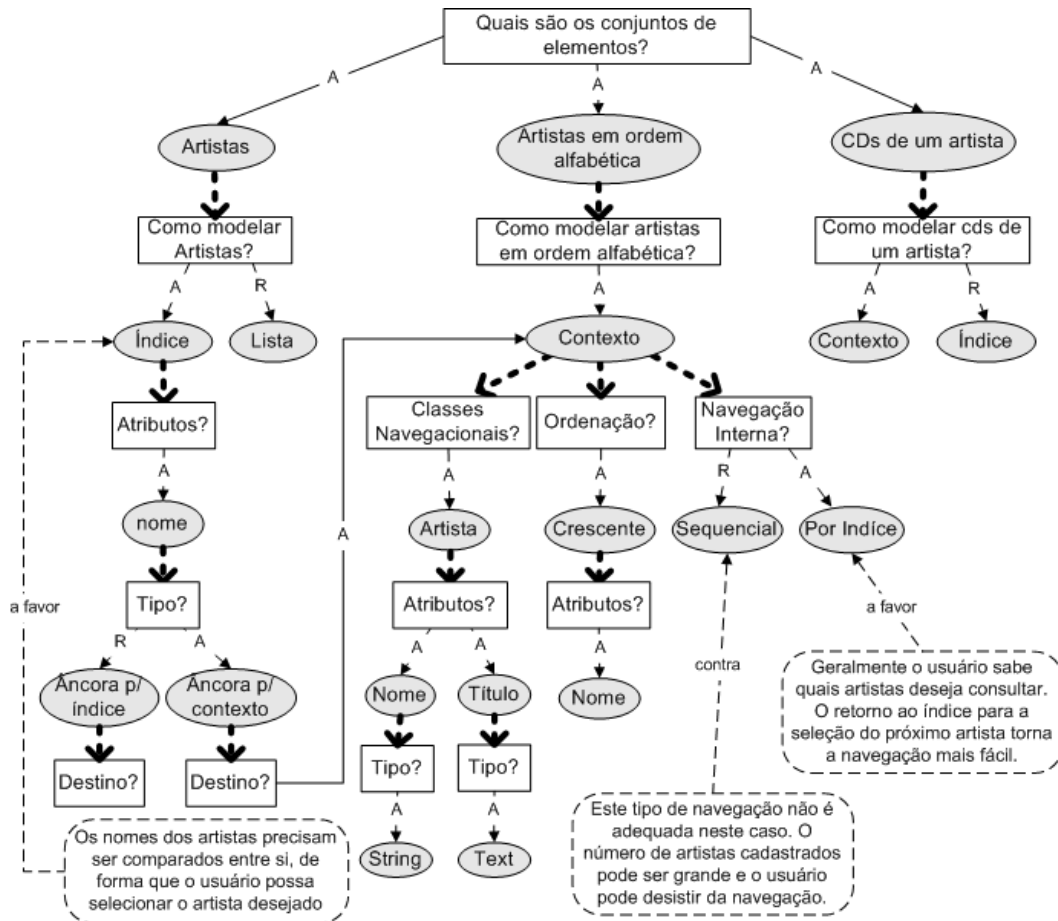 Quais são os conjuntos de
elementos?
A
A
A
Artistas
Artistas em ordem
alfabética
CDs de um artista
Como modelar
Artistas?
Como modelar artistas
em ordem alfabética?
Como modelar cds de
um artista?
A
R
A
A
R
Índice
Lista
Contexto
Contexto
Índice
Atributos?
Classes
Navegacionais?
Ordenação?
Navegação
Interna?
A
A
A
R
A
nome
A
Artista
Crescente
Sequencial
Por Indíce
a favor
Tipo?
Atributos?
Atributos?
a favor
R
A
A
A
A
contra
Âncora p/
índice
Âncora p/
contexto
Nome
Título
Nome
Geralmente o usuário sabe
quais artistas deseja consultar.
O retorno ao índice para a
seleção do próximo artista torna
a navegação mais fácil.
Destino?
Destino?
Tipo?
Tipo?
A
A
Os nomes dos artistas precisam
ser comparados entre si, de
forma que o usuário possa
selecionar o artista desejado
String
Text
Este tipo de navegação não é
adequada neste caso. O
número de artistas cadastrados
pode ser grande e o usuário
pode desistir da navegação.